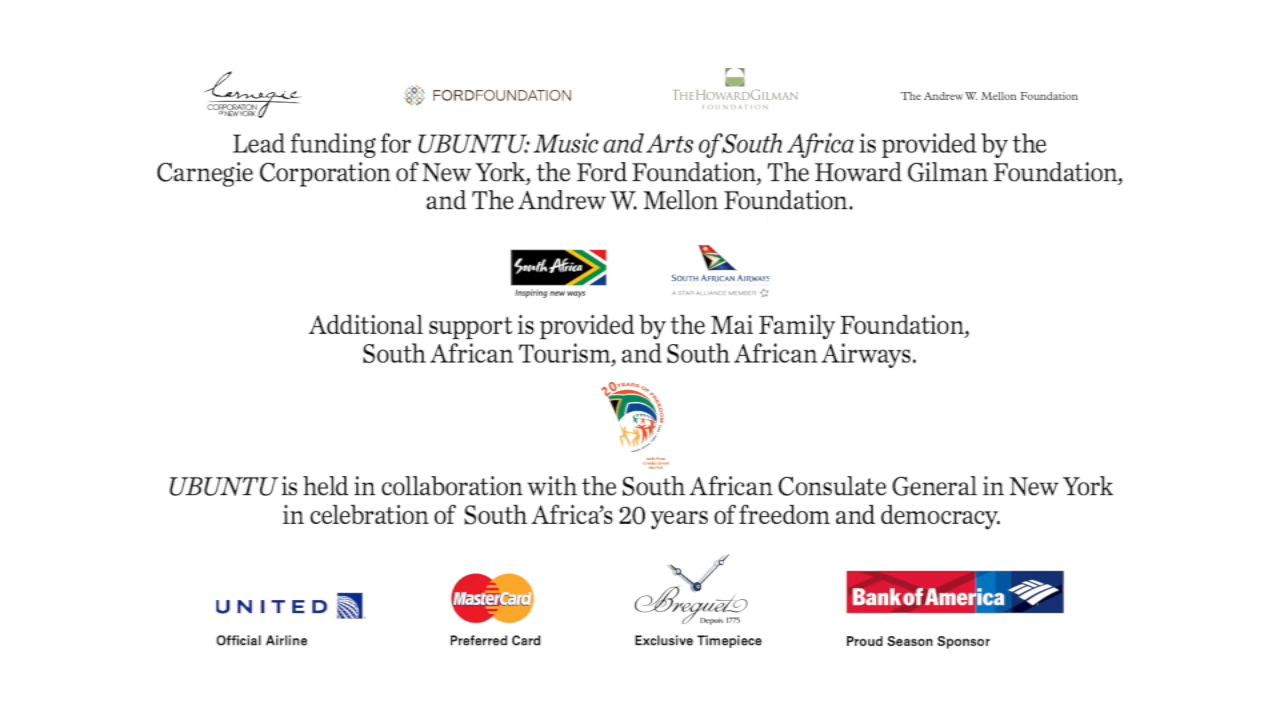 Carnegie
CORPORATION
OF NEW YORK
FORDFOUNDATION
THEHOWARDGILMAN
FOUNDATION
The Andrew W. Mellon Foundation
Lead funding for UBUNTU: Music and Arts of South Africa is provided by the
Carnegie Corporation of New York, the Ford Foundation, The Howard Gilman Foundation,
and The Andrew W. Mellon Foundation.
South Africa
Inspiring new ways
SOUTH AFRICAN AIRWAYS
A STAR ALLIANCE MEMBER
Additional support is provided by the Mai Family Foundation,
South African Tourism, and South African Airways.
20 YEARS OF FREEDOM
UBUNTU is held in collaboration with the South African Consulate General in New York
in celebration of South Africa's 20 years of freedom and democracy.
UNITED
MasterCard
Breguet
Depuis 1775
Bank of America
Official Airline
Preferred Card
Exclusive Timepiece
Proud Season Sponsor